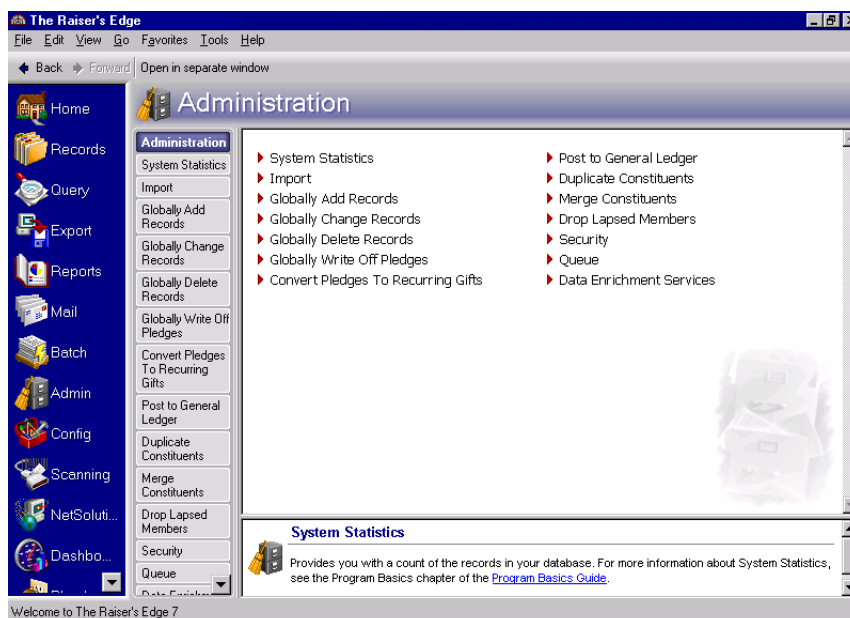 The Raiser's Edge
File Edit View Go Favorites Tools Help
Back Forward Open in separate window
Administration
Home
Records
Query
Export
Reports
Mail
Batch
Admin
Config
Scanning
NetSoluti...
Dashbo...
Administration
System Statistics
Import
Globally Add
Records
Globally Change
Records
Globally Delete
Records
Globally Write Off
Pledges
Convert Pledges
To Recurring
Gifts
Post to General
Ledger
Duplicate
Constituents
Merge
Constituents
Drop Lapsed
Members
Security
Queue
System Statistics
Import
Globally Add Records
Globally Change Records
Globally Delete Records
Globally Write Off Pledges
Convert Pledges To Recurring Gifts
Post to General Ledger
Duplicate Constituents
Merge Constituents
Drop Lapsed Members
Security
Queue
Data Enrichment Services
System Statistics
Provides you with a count of the records in your database. For more information about System Statistics,
see the Program Basics chapter of the Program Basics Guide.
Welcome to The Raiser's Edge 7